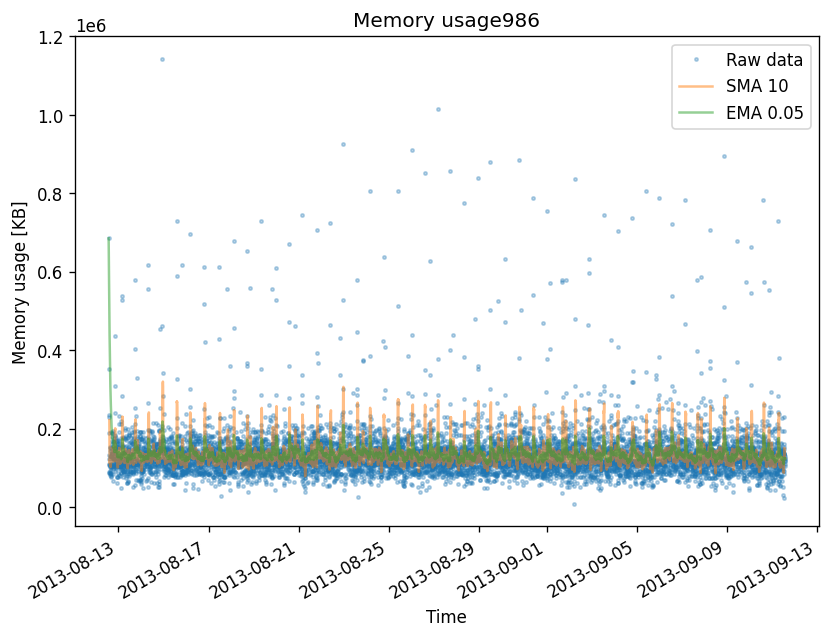 Memory usage986
1e6
Raw data
SMA 10
EMA 0.05
Memory usage [KB]
1.2
1.0
0.8
0.6
0.4
0.2
0.0
2013-08-13
2013-08-17
2013-08-21
2013-08-25
2013-08-29
2013-09-01
2013-09-05
2013-09-09
2013-09-13
Time